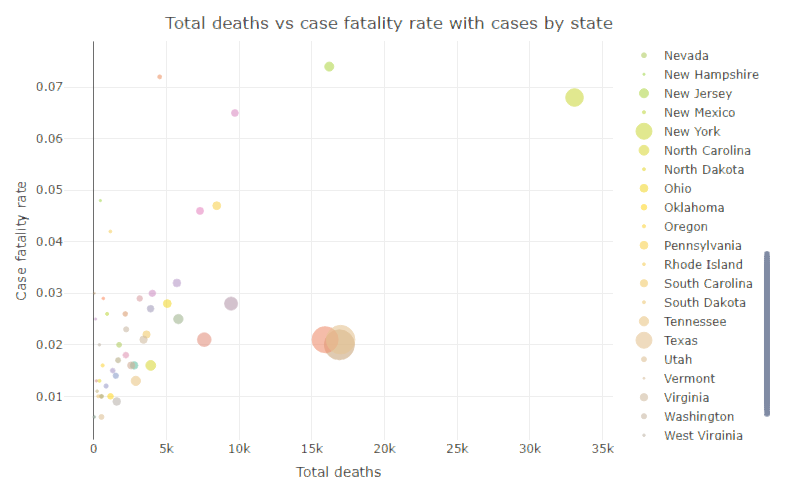 Total deaths vs case fatality rate with cases by state
Case fatality rate
0.07
0.06
0.05
0.04
0.03
0.02
0.01
0
5k
10k
15k
20k
25k
30k
35k
Total deaths
Nevada
New Hampshire
New Jersey
New Mexico
New York
North Carolina
North Dakota
Ohio
Oklahoma
Oregon
Pennsylvania
Rhode Island
South Carolina
South Dakota
Tennessee
Texas
Utah
Vermont
Virginia
Washington
West Virginia